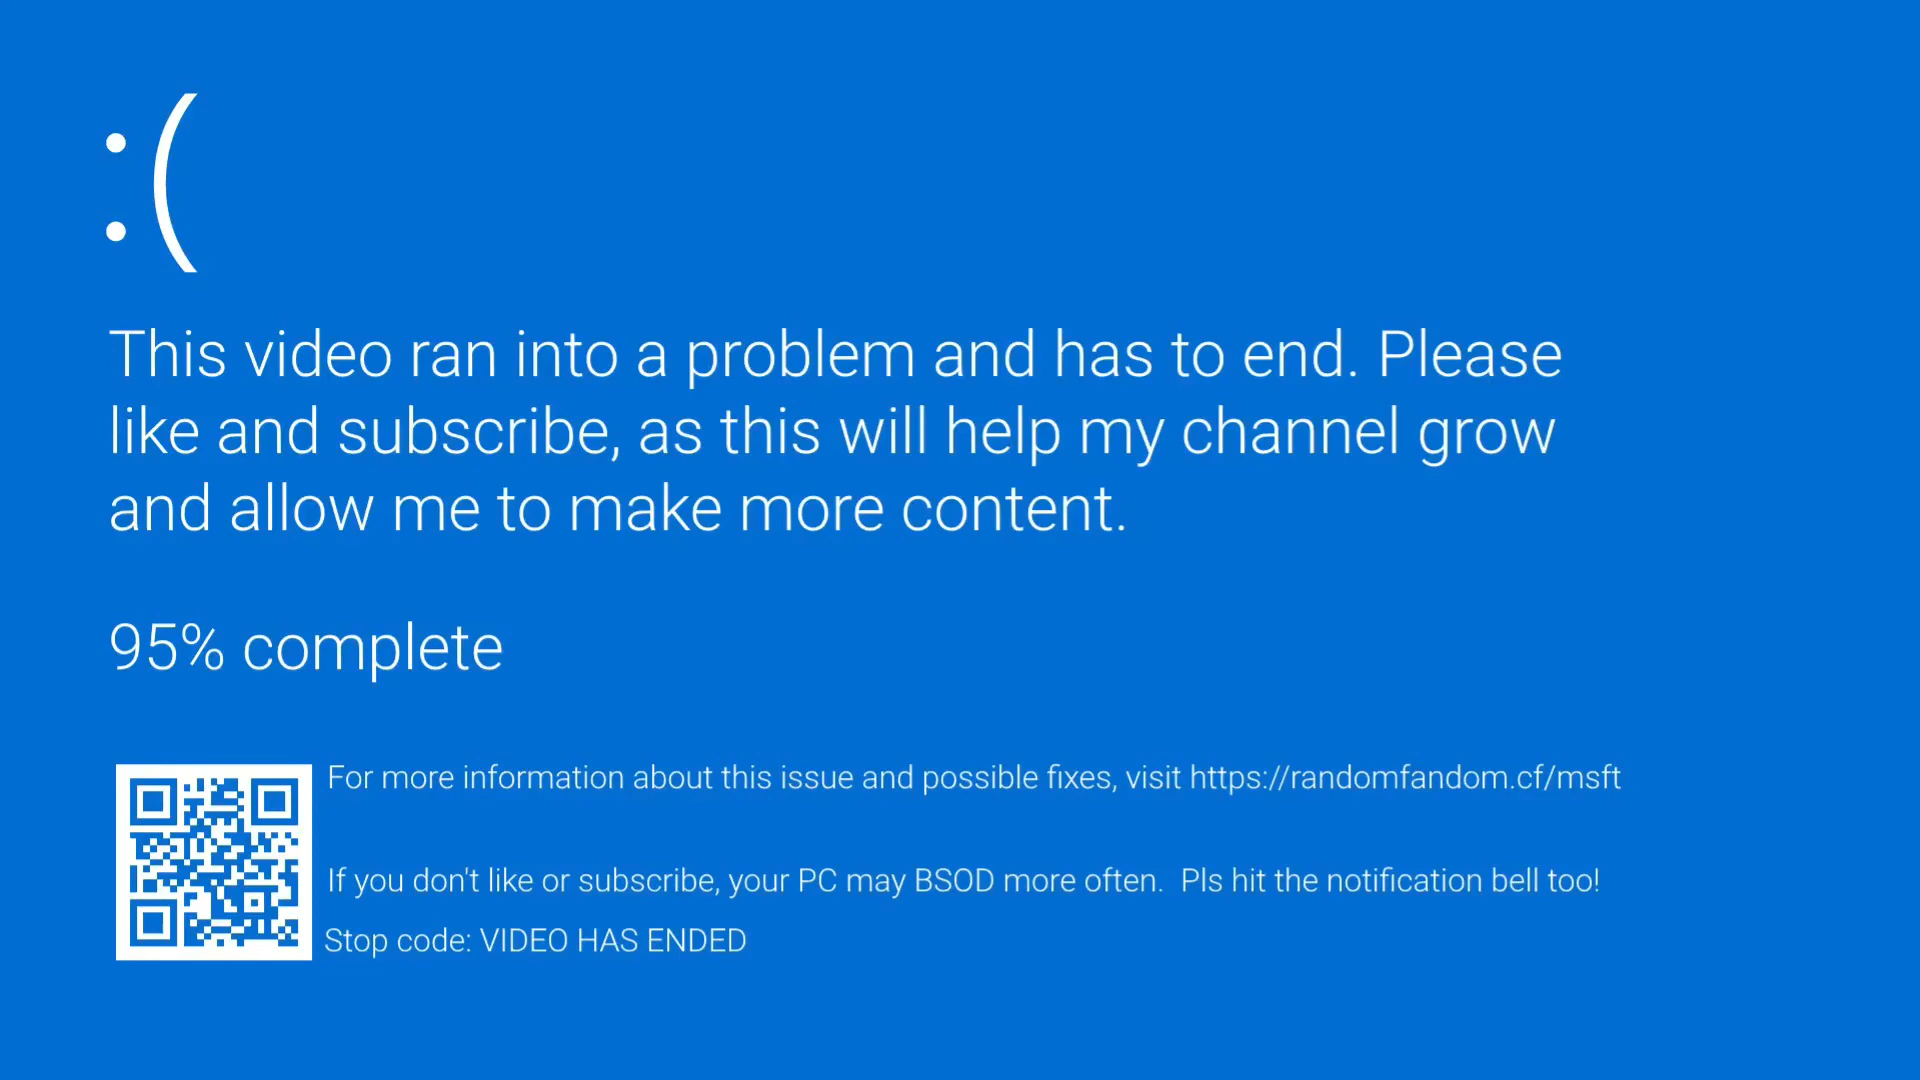 :(
This video ran into a problem and has to end. Please
like and subscribe, as this will help my channel grow
and allow me to make more content.
95% complete
For more information about this issue and possible fixes, visit https://randomfandom.cf/msft
If you don't like or subscribe, your PC may BSOD more often.  Pls hit the notification bell too!
Stop code: VIDEO HAS ENDED